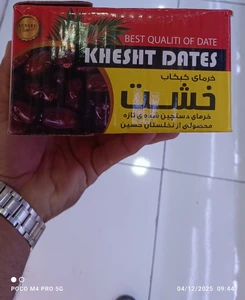 BEST QUALITI OF DATE
KHESHT DATES
خرمای کبکاب
خشت
خرمای دستچین شده‌ی تازه
محصولی از نخلستان خمین
POCO M4 PRO 5G
04/12/2025 09:44